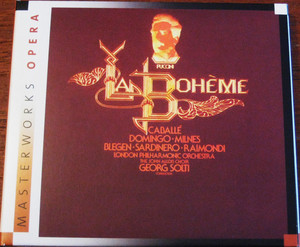 MASTERWORKS OPERA
PUCCINI
LA BOHÈME
CABALLÉ
DOMINGO · MILNES
BLEGEN · SARDINERO · RAIMONDI
LONDON PHILHARMONIC ORCHESTRA
THE JOHN ALLDIS CHOIR
GEORG SOLTI